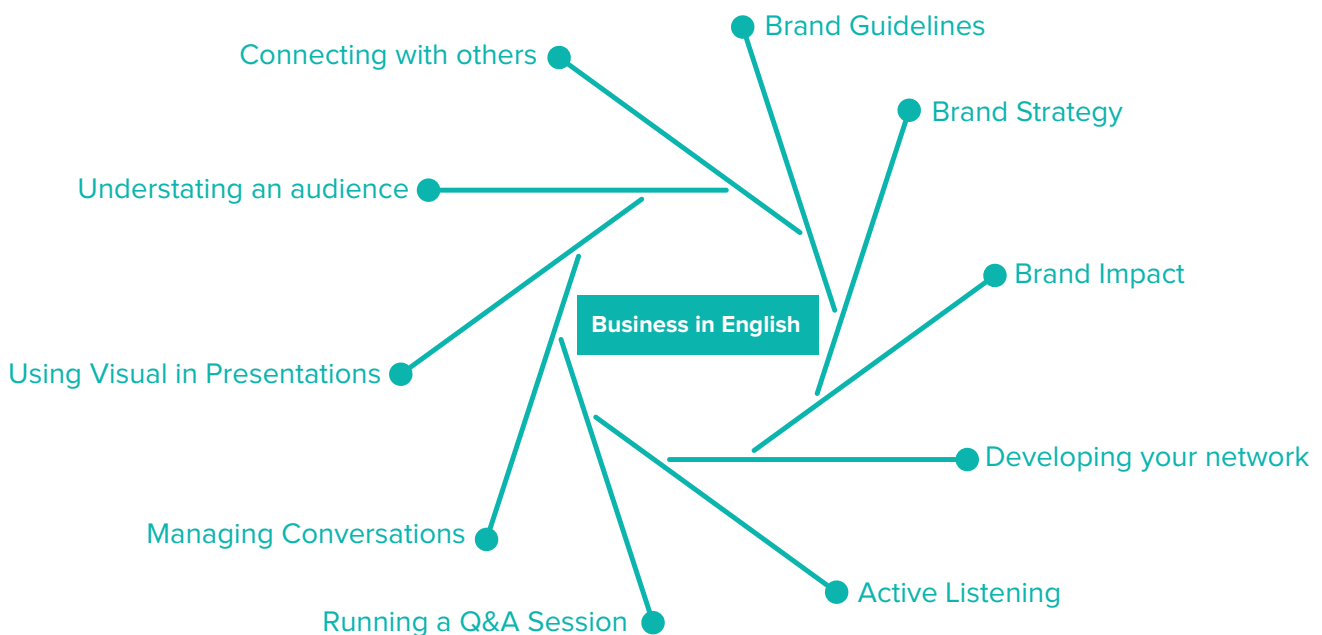 Brand Guidelines
Connecting with others
Brand Strategy
Understating an audience
Brand Impact
Business in English
Using Visual in Presentations
Developing your network
Managing Conversations
Active Listening
Running a Q&A Session